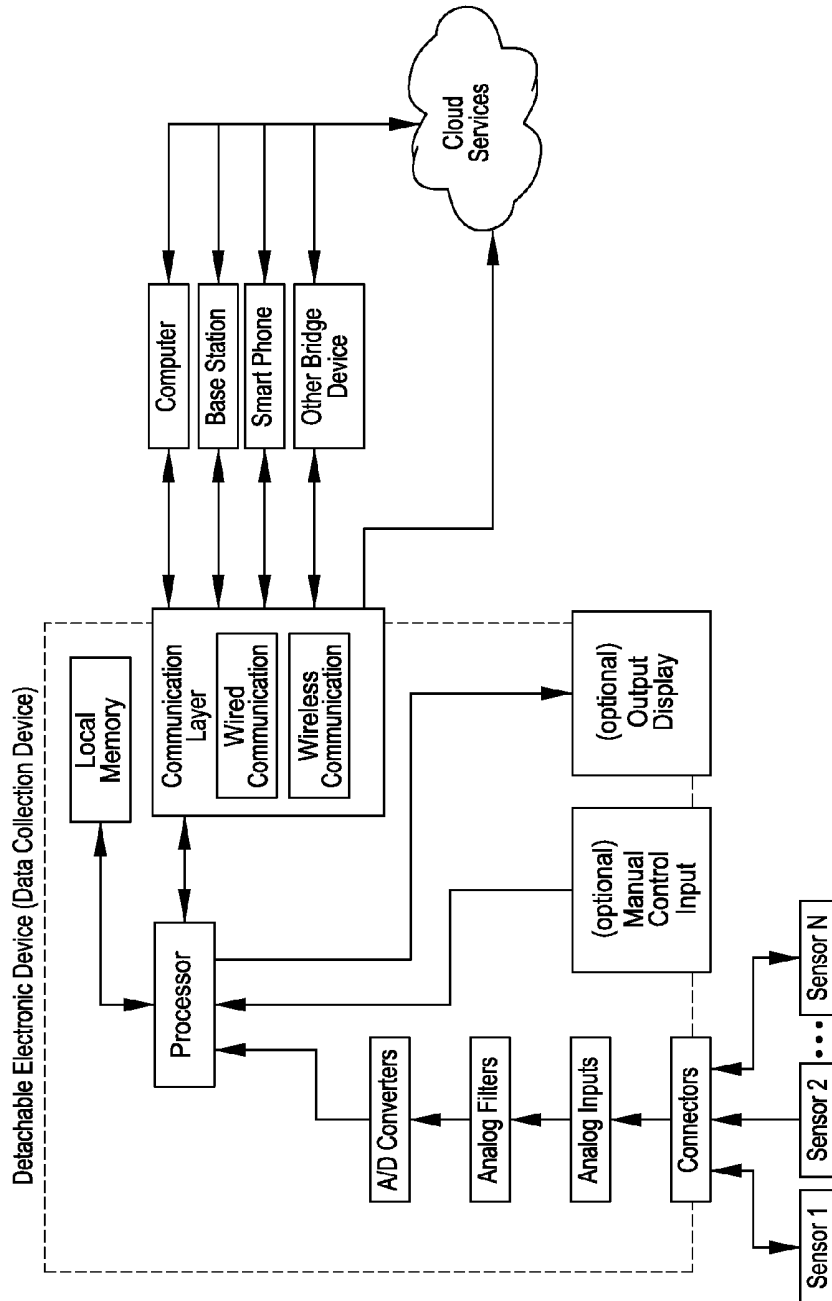 Detachable Electronic Device (Data Collection Device)
Local
Memory
Processor
Communication
Layer
Wired
Communication
Wireless
Communication
Computer
Base Station
Smart Phone
Other Bridge
Device
Cloud
Services
A/D Converters
Analog Filters
Analog Inputs
Connectors
(optional)
Manual
Control
Input
(optional)
Output
Display
Sensor 1
Sensor 2
•••
Sensor N